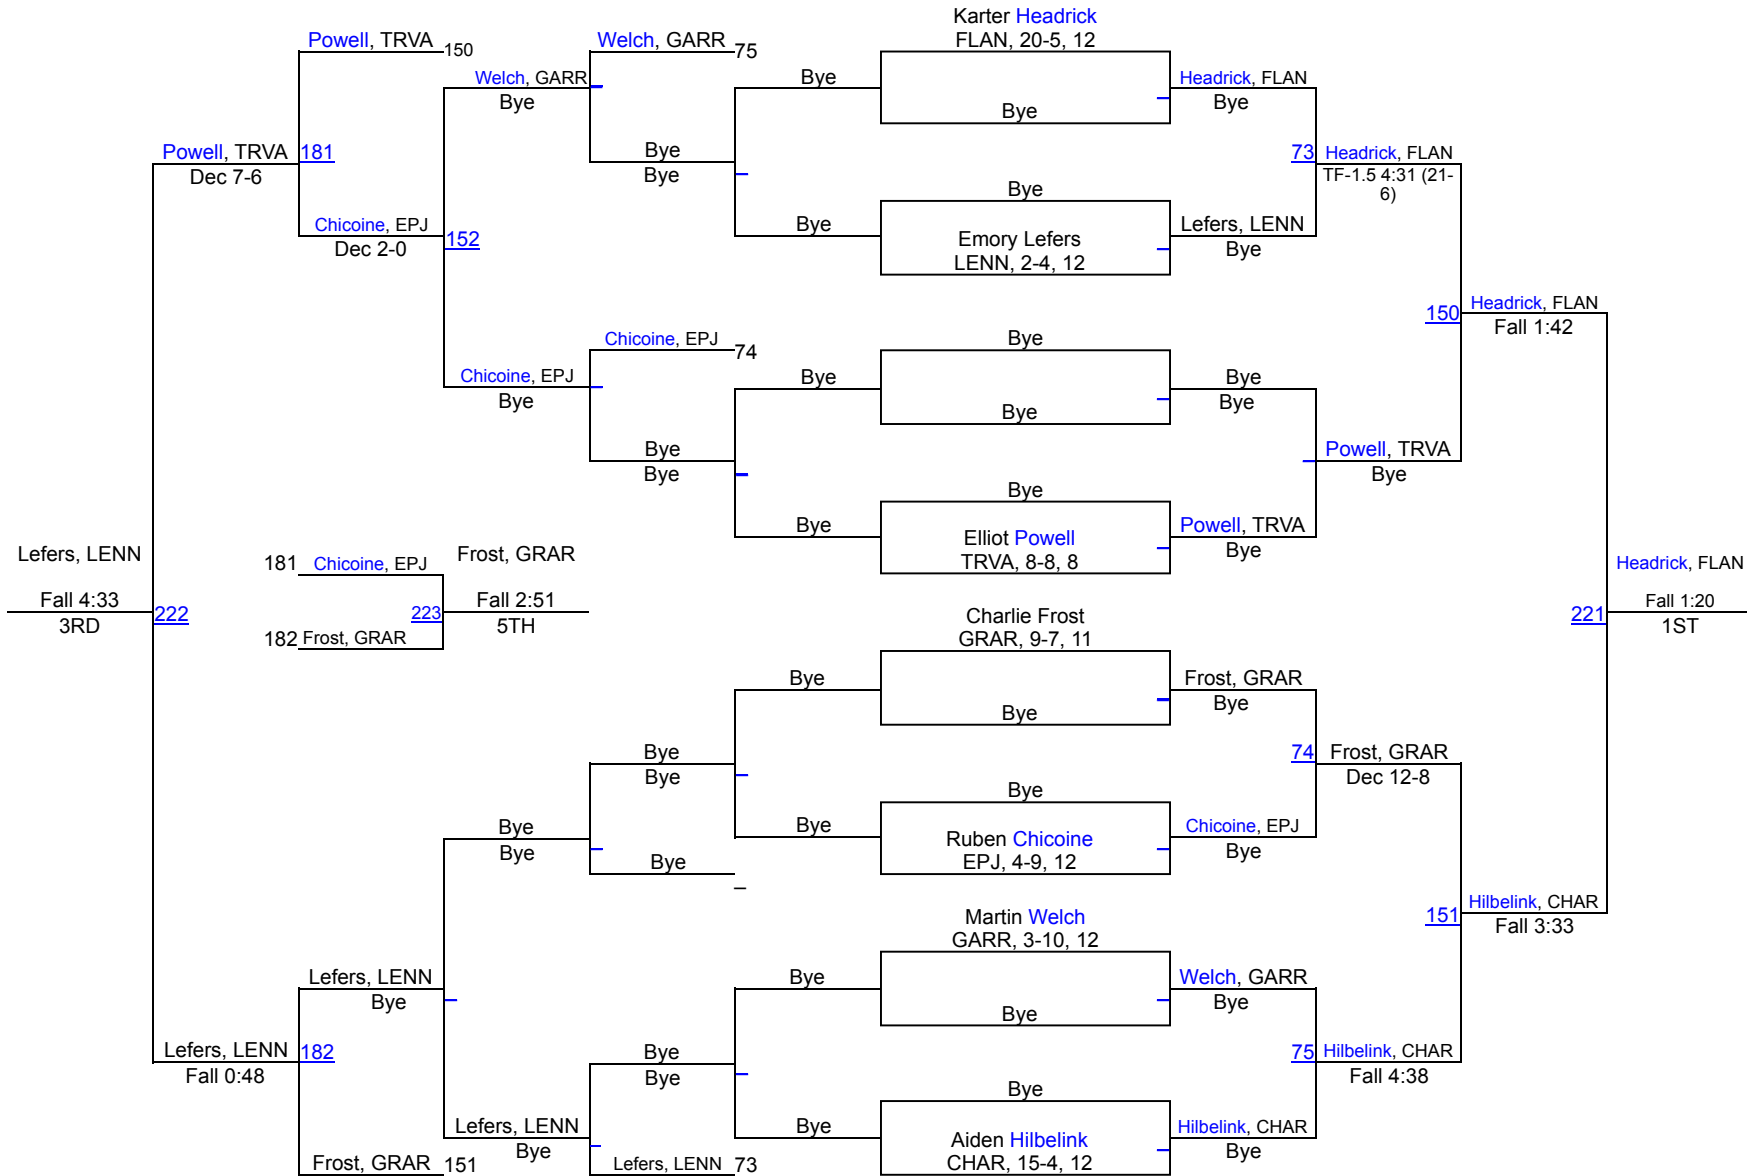 Karter Headrick
FLAN, 20-5, 12
Powell, TRVA 150
Welch, GARR 75
Welch, GARR
Bye
Bye
Bye
Headrick, FLAN
Bye
Powell, TRVA 181
Dec 7-6
Bye
Bye
73 Headrick, FLAN
TF-1.5 4:31 (21-
6)
Bye
Chicoine, EPJ
Dec 2-0
152
Bye
Emory Lefers
LENN, 2-4, 12
Lefers, LENN
Bye
150
Headrick, FLAN
Fall 1:42
Chicoine, EPJ 74
Bye
Chicoine, EPJ
Bye
Bye
Bye
Bye
Bye
Bye
Bye
Powell, TRVA
Bye
Bye
Bye
Elliot Powell
TRVA, 8-8, 8
Powell, TRVA
Bye
Lefers, LENN
Fall 4:33
3RD
222
181 Chicoine, EPJ
182 Frost, GRAR
223
Frost, GRAR
Fall 2:51
5TH
Headrick, FLAN
221
Fall 1:20
1ST
Charlie Frost
GRAR, 9-7, 11
Bye
Frost, GRAR
Bye
Bye
Bye
Bye
74 Frost, GRAR
Dec 12-8
Bye
Bye
Bye
Bye
Bye
Ruben Chicoine
EPJ, 4-9, 12
Chicoine, EPJ
Bye
Bye
–
Martin Welch
GARR, 3-10, 12
151
Hilbelink, CHAR
Fall 3:33
Lefers, LENN
Bye
Bye
Bye
Welch, GARR
Bye
Lefers, LENN 182
Fall 0:48
Bye
Bye
75 Hilbelink, CHAR
Fall 4:38
Bye
Lefers, LENN
Bye
Bye
Aiden Hilbelink
CHAR, 15-4, 12
Hilbelink, CHAR
Bye
Frost, GRAR 151
Lefers, LENN 73